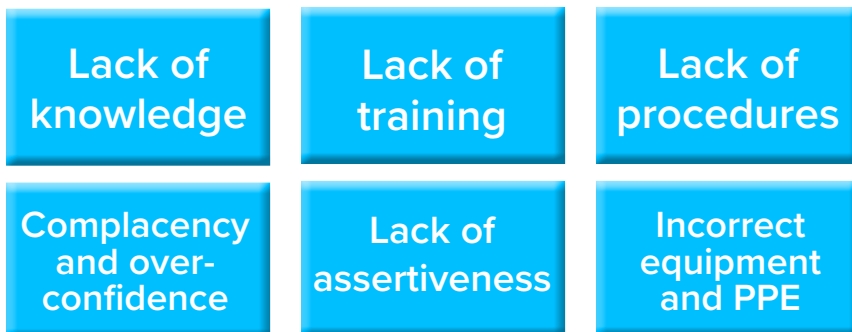 Lack of
knowledge
Lack of
training
Lack of
procedures
Complacency
and over-
confidence
Lack of
assertiveness
Incorrect
equipment
and PPE